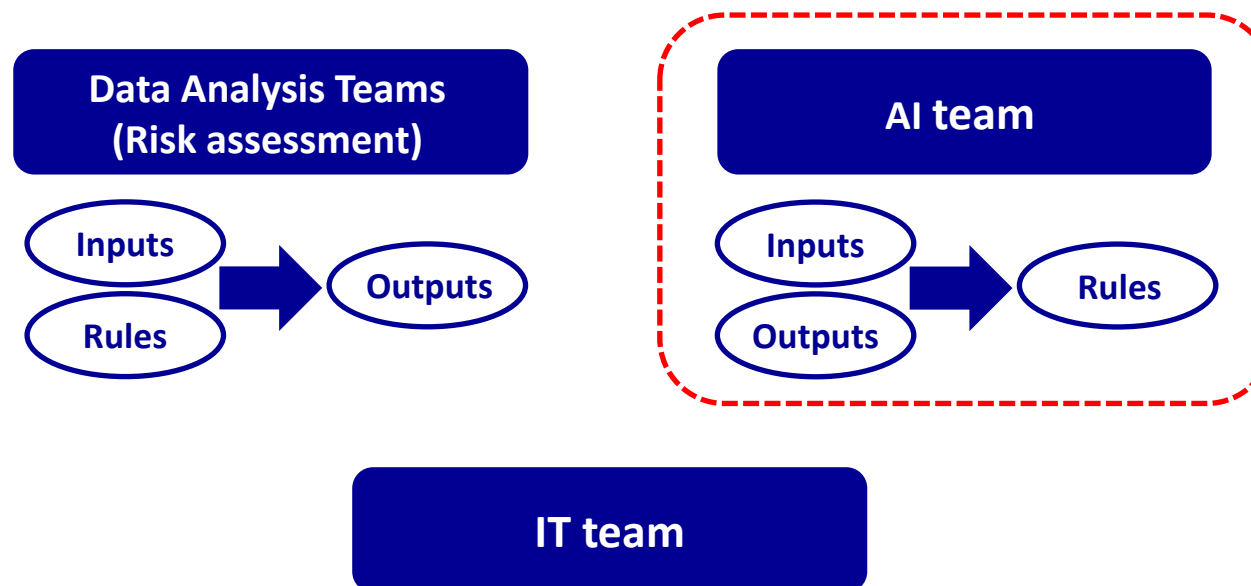 Data Analysis Teams
(Risk assessment)
Inputs
Rules
Outputs
AI team
Inputs
Outputs
Rules
IT team